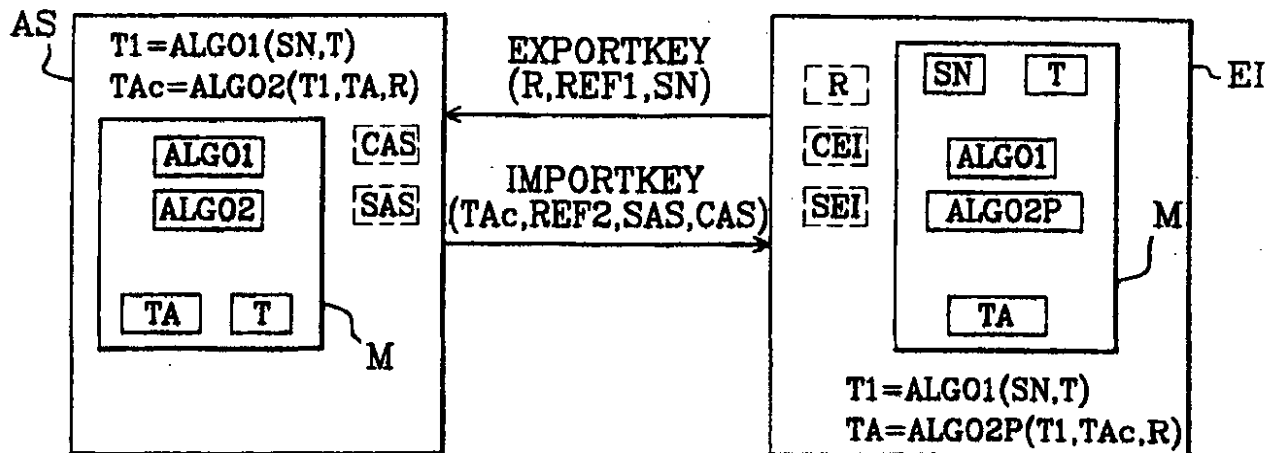 AS
T1=ALGO1(SN,T)
TAc=ALGO2(T1,TA,R)
ALGO1
ALGO2
TA
T
M
CAS
SAS
EXPORTKEY
(R,REF1,SN)
IMPORTKEY
(TAc,REF2,SAS,CAS)
R
CEI
SEI
SN
T
ALGO1
ALGO2P
TA
EI
M
T1=ALGO1(SN,T)
TA=ALGO2P(T1,TAc,R)